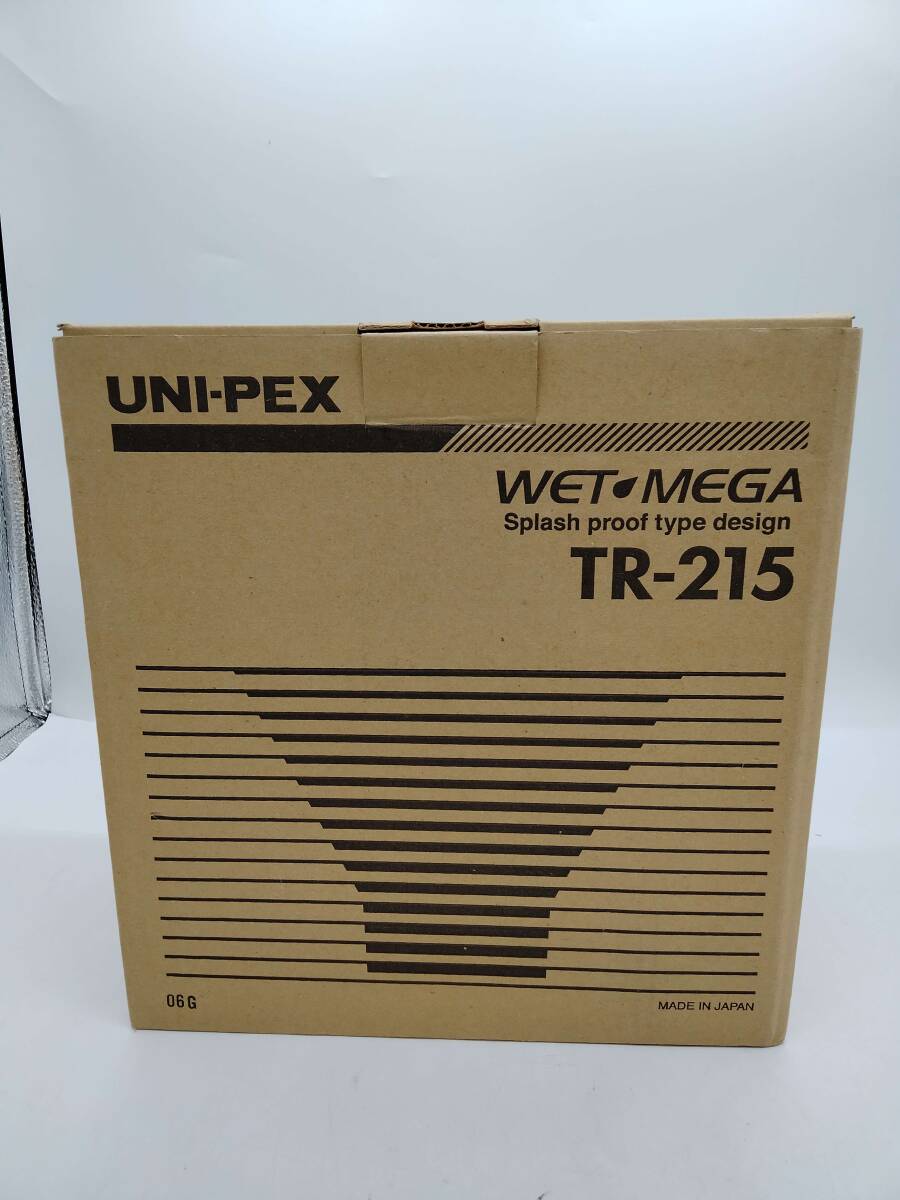 UNI-PEX
WET MEGA
Splash proof type design
TR-215
06G
MADE IN JAPAN